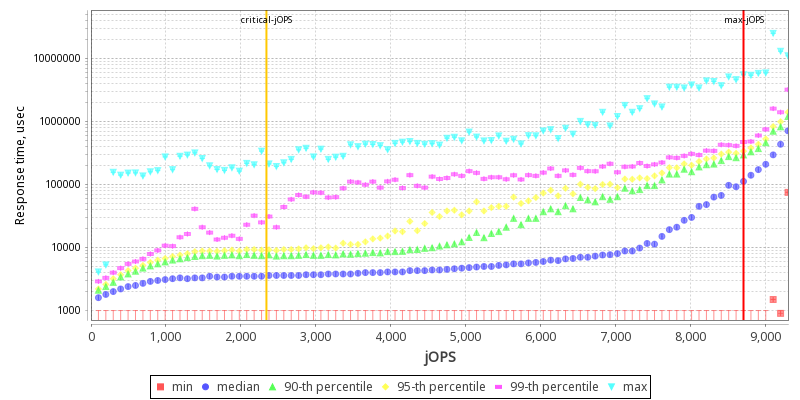 critical-jOPS max-jOPS
10000000
1000000
100000
10000
1000
Response time, usec
0 1,000 2,000 3,000 4,000 5,000 6,000 7,000 8,000 9,000
jOPS
min median 90-th percentile 95-th percentile 99-th percentile max